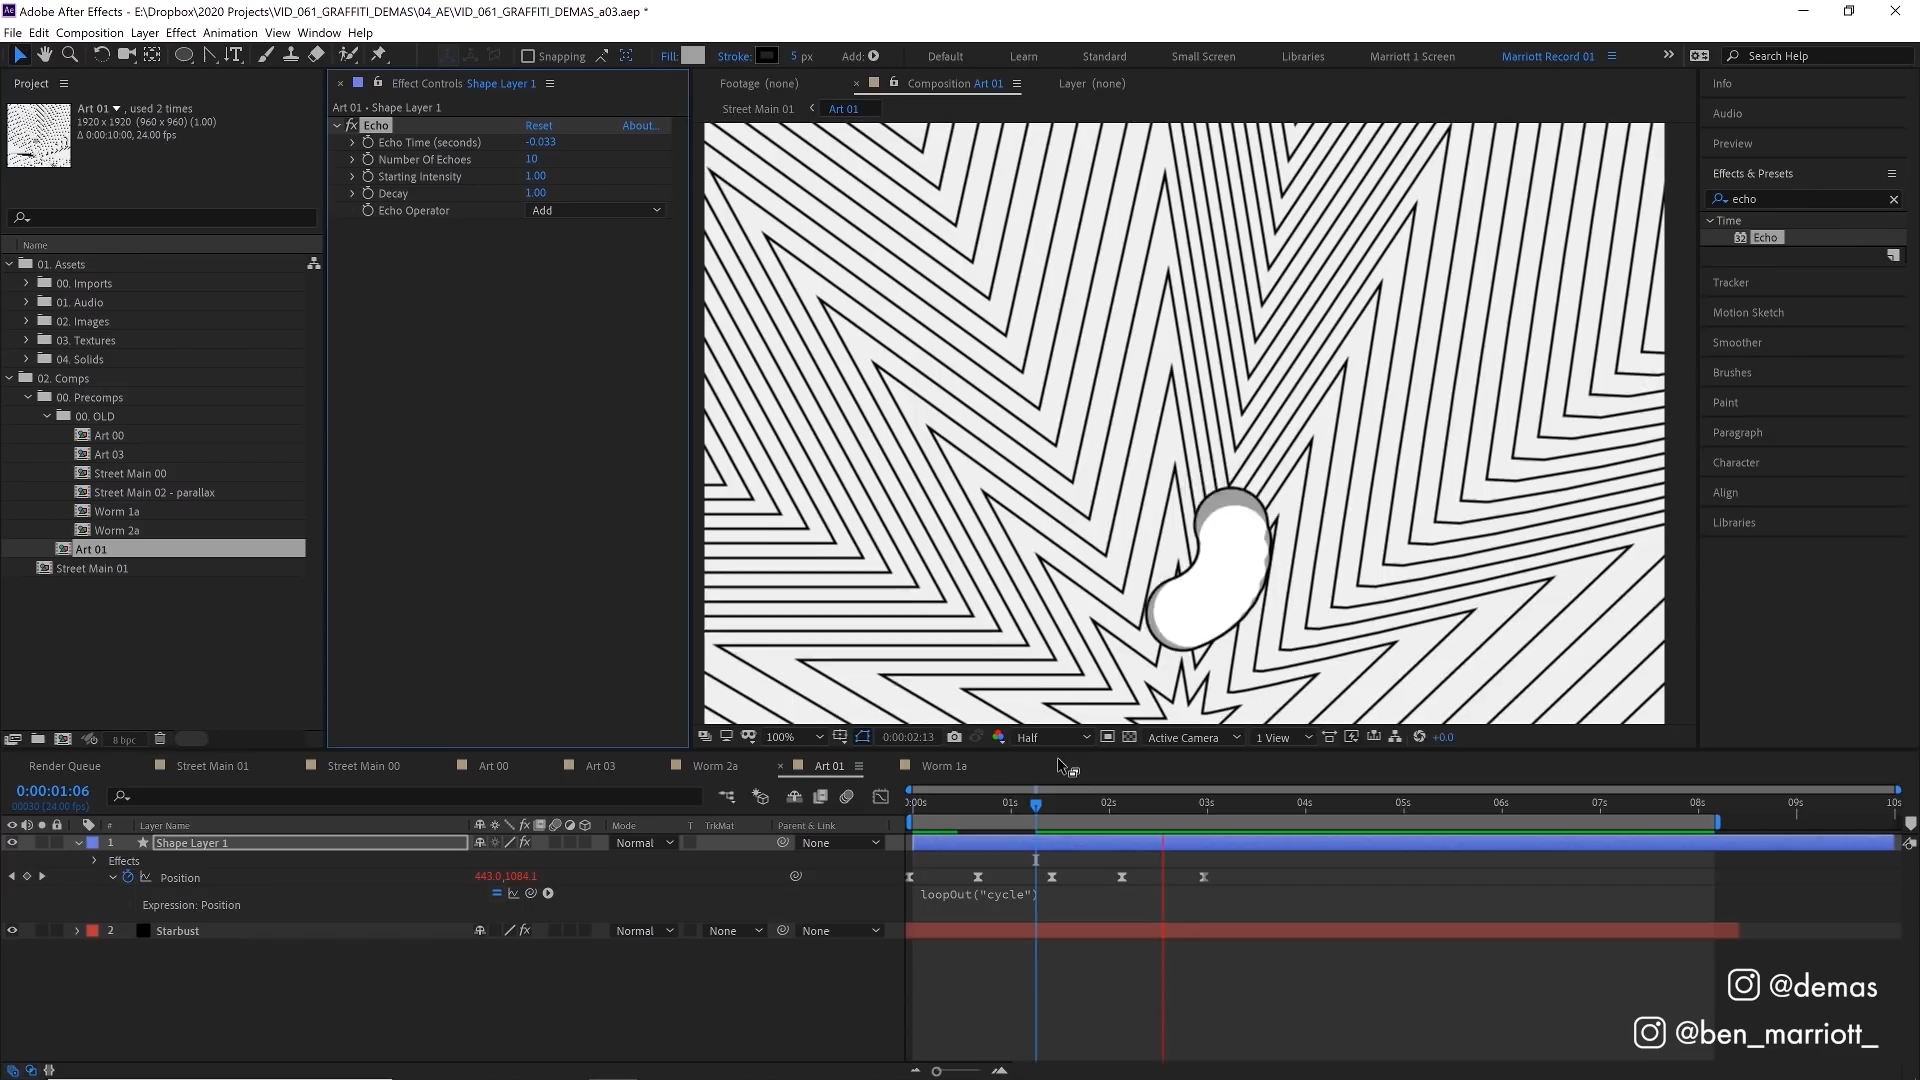 Adobe After Effects - E:\Dropbox\2020 Projects\VID_061_GRAFFITI_DEMAS\04_AE\VID_061_GRAFFITI_DEMAS_a03.aep *
File Edit Composition Layer Effect Animation View Window Help
Snapping Fill: Stroke: 5 px Add: Default Learn Standard Small Screen Libraries Marriott 1 Screen Marriott Record 01 Search Help
Project
Art 01 , used 2 times
1920 x 1920 (960 x 960) (1.00)
Δ 0:00:10:00, 24.00 fps
Name
01. Assets
00. Imports
01. Audio
02. Images
03. Textures
04. Solids
02. Comps
00. Precomps
00. OLD
Art 00
Art 03
Street Main 00
Street Main 02 - parallax
Worm 1a
Worm 2a
Art 01
Street Main 01
8 bpc
Effect Controls Shape Layer 1
Art 01 • Shape Layer 1
fx Echo Reset About...
Echo Time (seconds) -0.033
Number Of Echoes 10
Starting Intensity 1.00
Decay 1.00
Echo Operator Add
Footage (none) Composition Art 01 Layer (none)
Street Main 01 Art 01
100% 0:00:02:13 Half Active Camera 1 View +0.0
Info
Audio
Preview
Effects & Presets
echo
Time
32 Echo
Tracker
Motion Sketch
Smoother
Brushes
Paint
Paragraph
Character
Align
Libraries
Render Queue Street Main 01 Street Main 00 Art 00 Art 03 Worm 2a Art 01 Worm 1a
0:00:01:06
00030 (24.00 fps)
0:00s 01s 02s 03s 04s 05s 06s 07s 08s 09s 10s
# Layer Name fx Mode T TrkMat Parent & Link
1 Shape Layer 1 fx Normal None
Effects
Position 443.0,1084.1
loopOut("cycle")
Expression: Position
2 Starbust fx Normal None None
@demas
@ben_marriott_